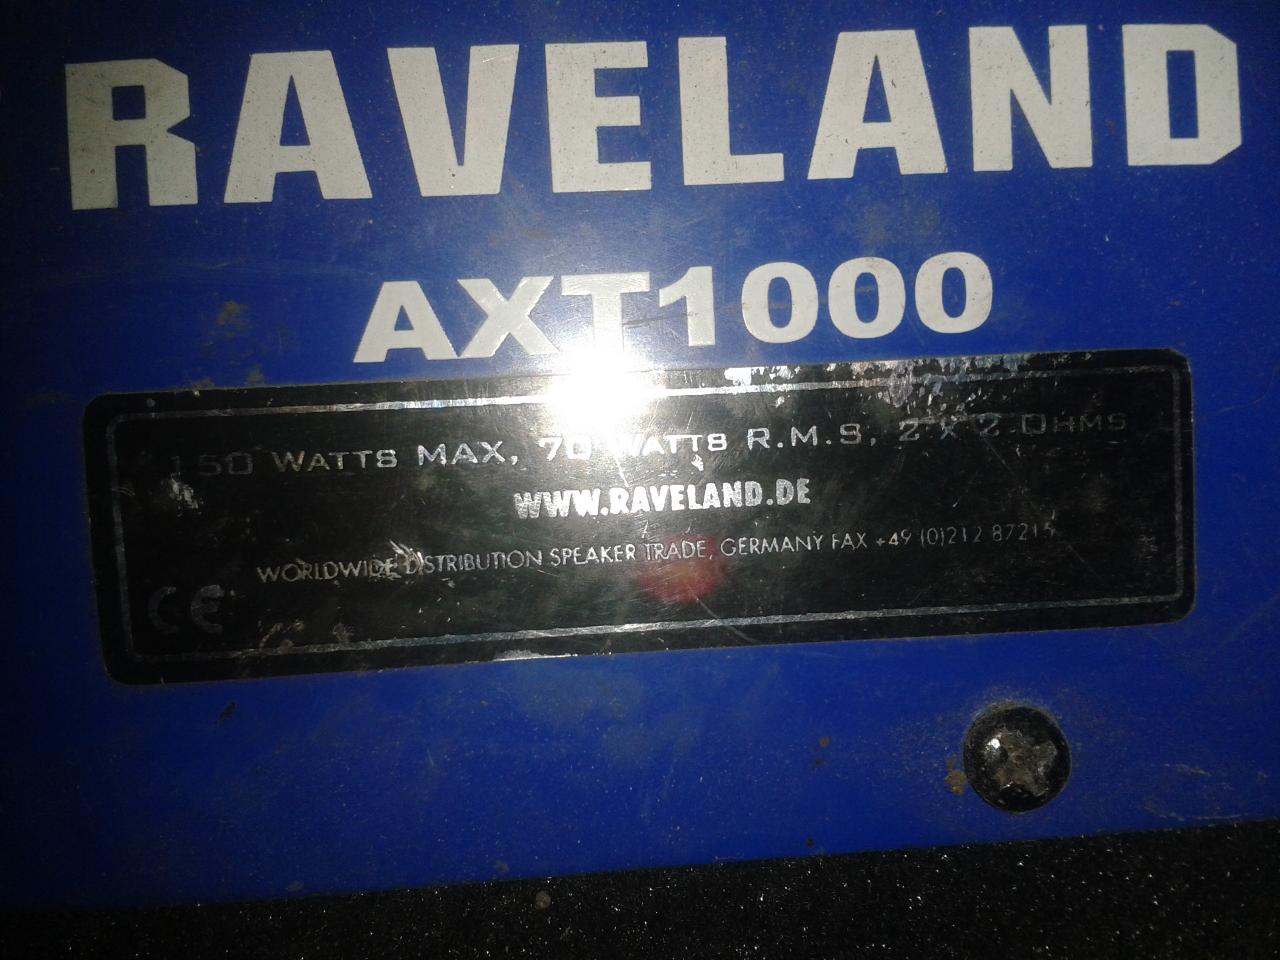 RAVELAND
AXT1000
150 WATTS MAX, 70 WATTS R.M.S, 2 X 2 OHMS
WWW.RAVELAND.DE
WORLDWIDE DISTRIBUTION SPEAKER TRADE, GERMANY FAX +49 (0)212 87215
CE